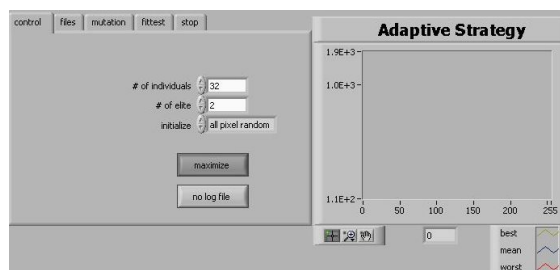 control files mutation fittest stop
# of individuals 32
# of elite 2
initialize all pixel random
maximize
no log file
Adaptive Strategy
1.9E+3
1.0E+3
1.1E+2
0 50 100 150 200 255
0
best
mean
worst